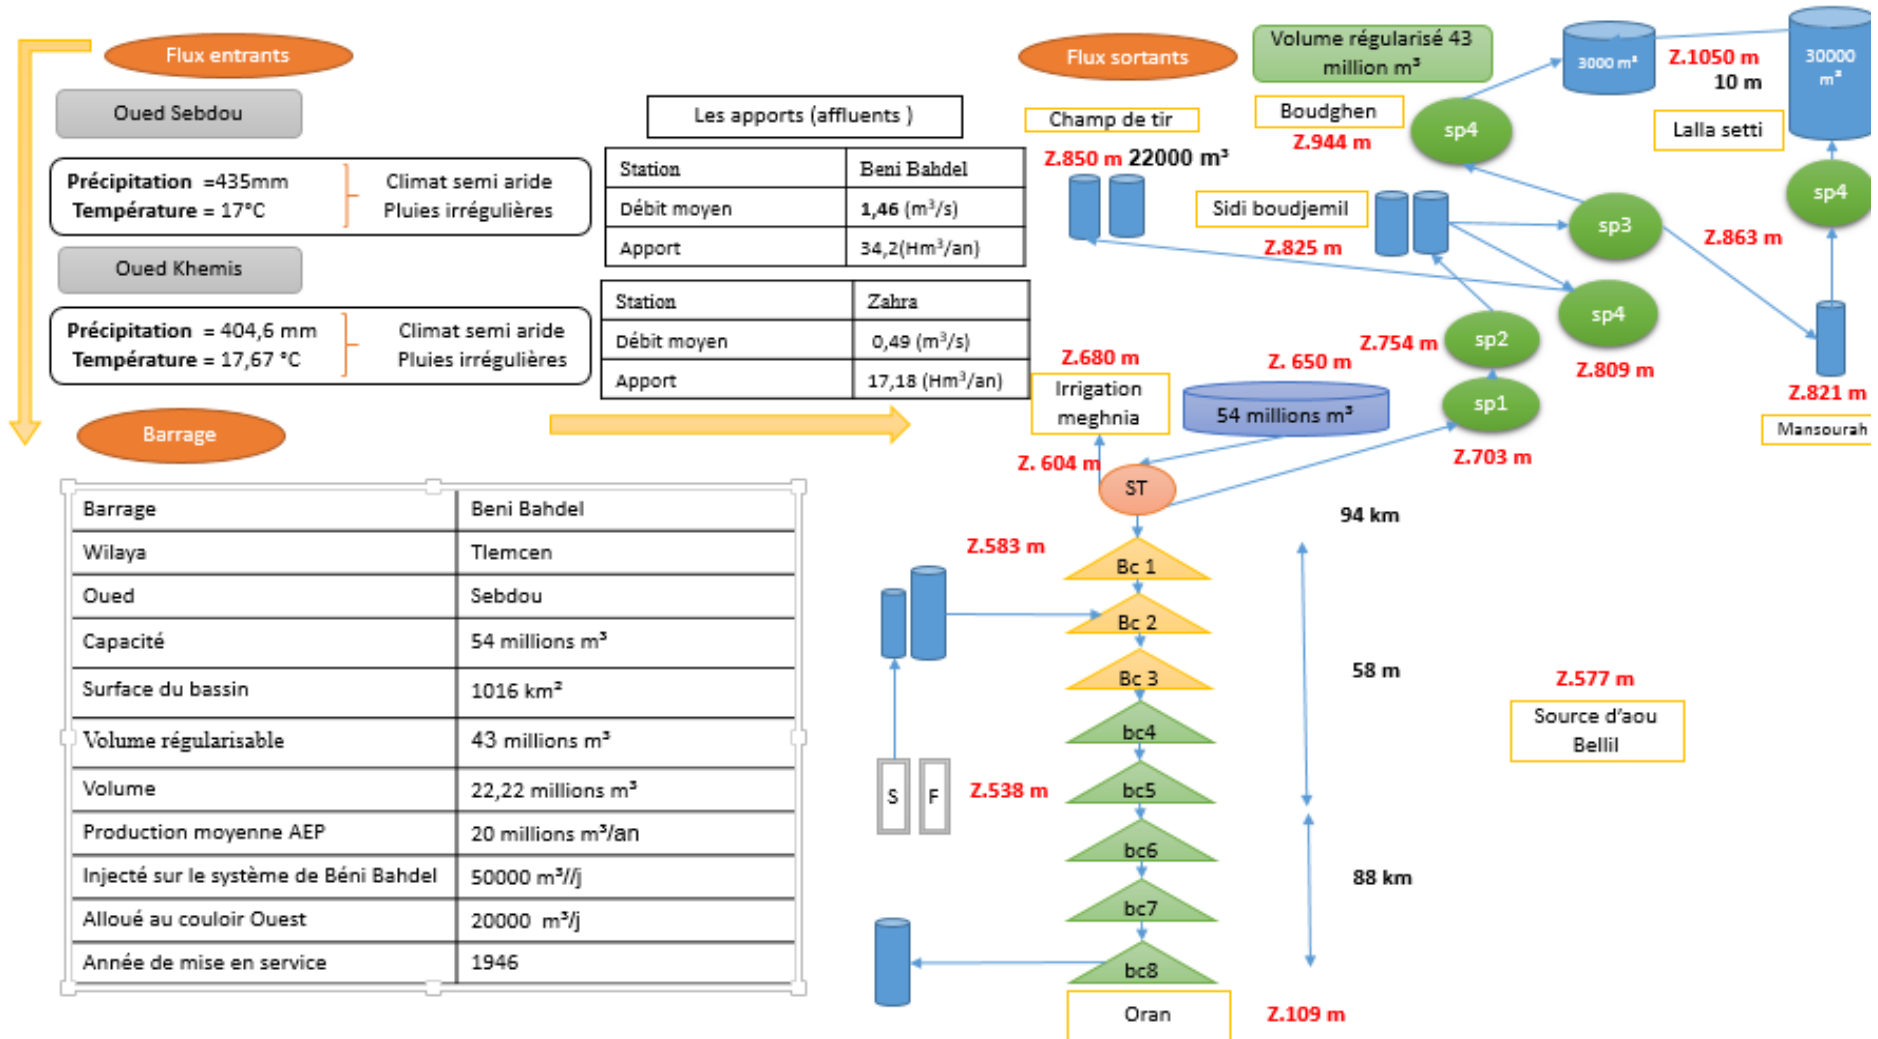 Flux entrants
Oued Sebdou
Précipitation =435mm
Température = 17°C
Climat semi aride
Pluies irrégulières
Oued Khemis
Précipitation = 404,6 mm
Température = 17,67 °C
Climat semi aride
Pluies irrégulières
Les apports (affluents )
Station Beni Bahdel
Débit moyen 1,46 (m³/s)
Apport 34,2(Hm³/an)
Station Zahra
Débit moyen 0,49 (m³/s)
Apport 17,18 (Hm³/an)
Barrage
Barrage Beni Bahdel
Wilaya Tlemcen
Oued Sebdou
Capacité 54 millions m³
Surface du bassin 1016 km²
Volume régularisable 43 millions m³
Volume 22,22 millions m³
Production moyenne AEP 20 millions m³/an
Injecté sur le système de Béni Bahdel 50000 m³//j
Alloué au couloir Ouest 20000 m³/j
Année de mise en service 1946
Flux sortants
Volume régularisé 43
million m³
3000 m³
Z.1050 m
10 m
30000
m³
Champ de tir
Z.850 m 22000 m³
Boudghen
Z.944 m
sp4
Lalla setti
Sidi boudjemil
Z.825 m
sp3
Z.863 m
sp4
sp4
Z.809 m
Z.754 m
sp2
Z.821 m
Mansourah
Z.680 m
Irrigation
meghnia
Z. 650 m
54 millions m³
sp1
Z.703 m
Z. 604 m
ST
94 km
Z.583 m
Bc 1
Bc 2
Bc 3
58 m
Z.577 m
Source d'aou
Bellil
bc4
S
F
Z.538 m
bc5
bc6
88 km
bc7
bc8
Oran
Z.109 m